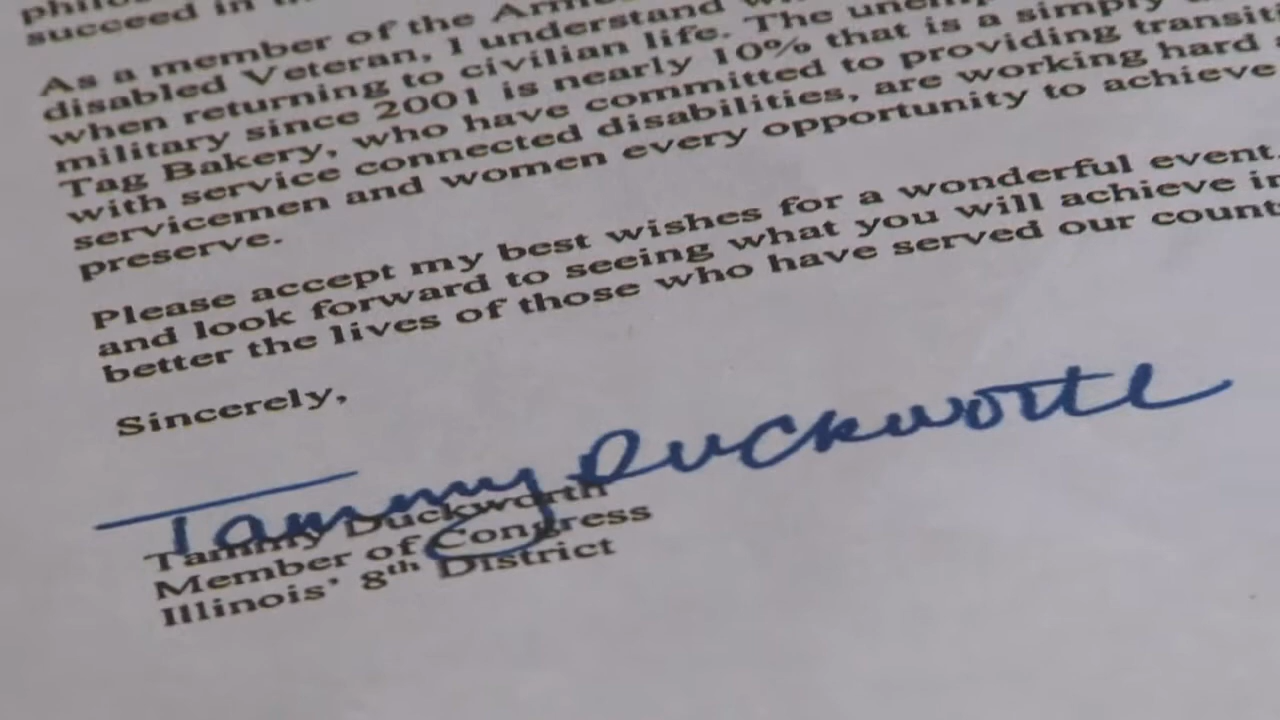 succeed in
As a member of the
disabled Veteran, I understand
when returning to civilian life. The
military since 2001 is nearly 10% that is a simply
Tag Bakery, who have committed to providing
with service connected disabilities, are working hard
servicemen and women every opportunity to achieve
preserve.
Please accept my best wishes for a wonderful event.
and look forward to seeing what you will achieve in
better the lives of those who have served our
Sincerely,
Tammy Duckworth
Tammy Duckworth
Member of Congress
Illinois' 8th District